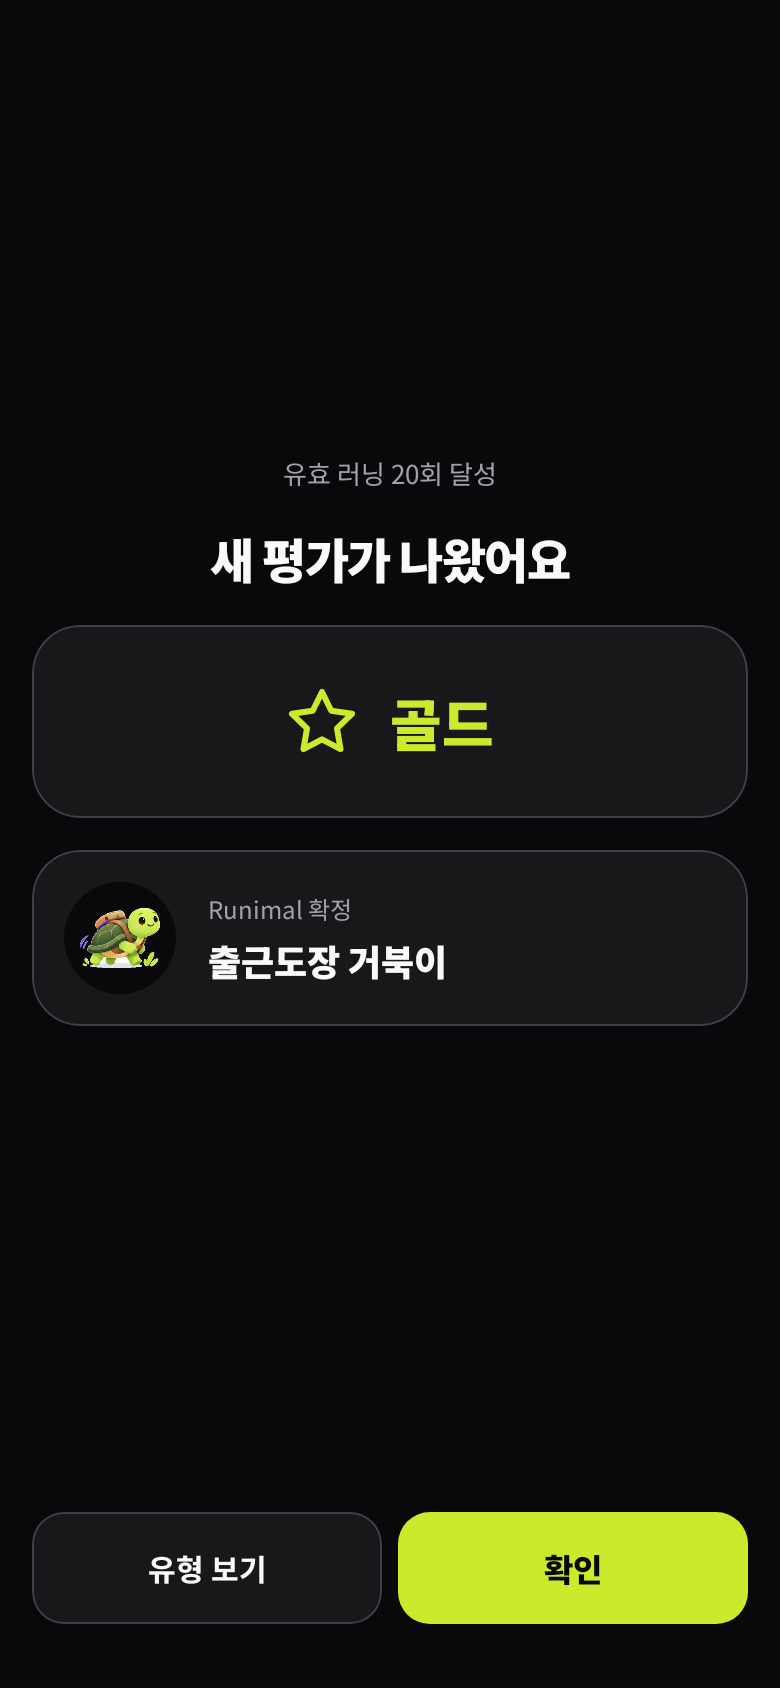 유효 러닝 20회 달성
새 평가가 나왔어요
골드
Runimal 확정
출근도장 거북이
유형 보기
확인